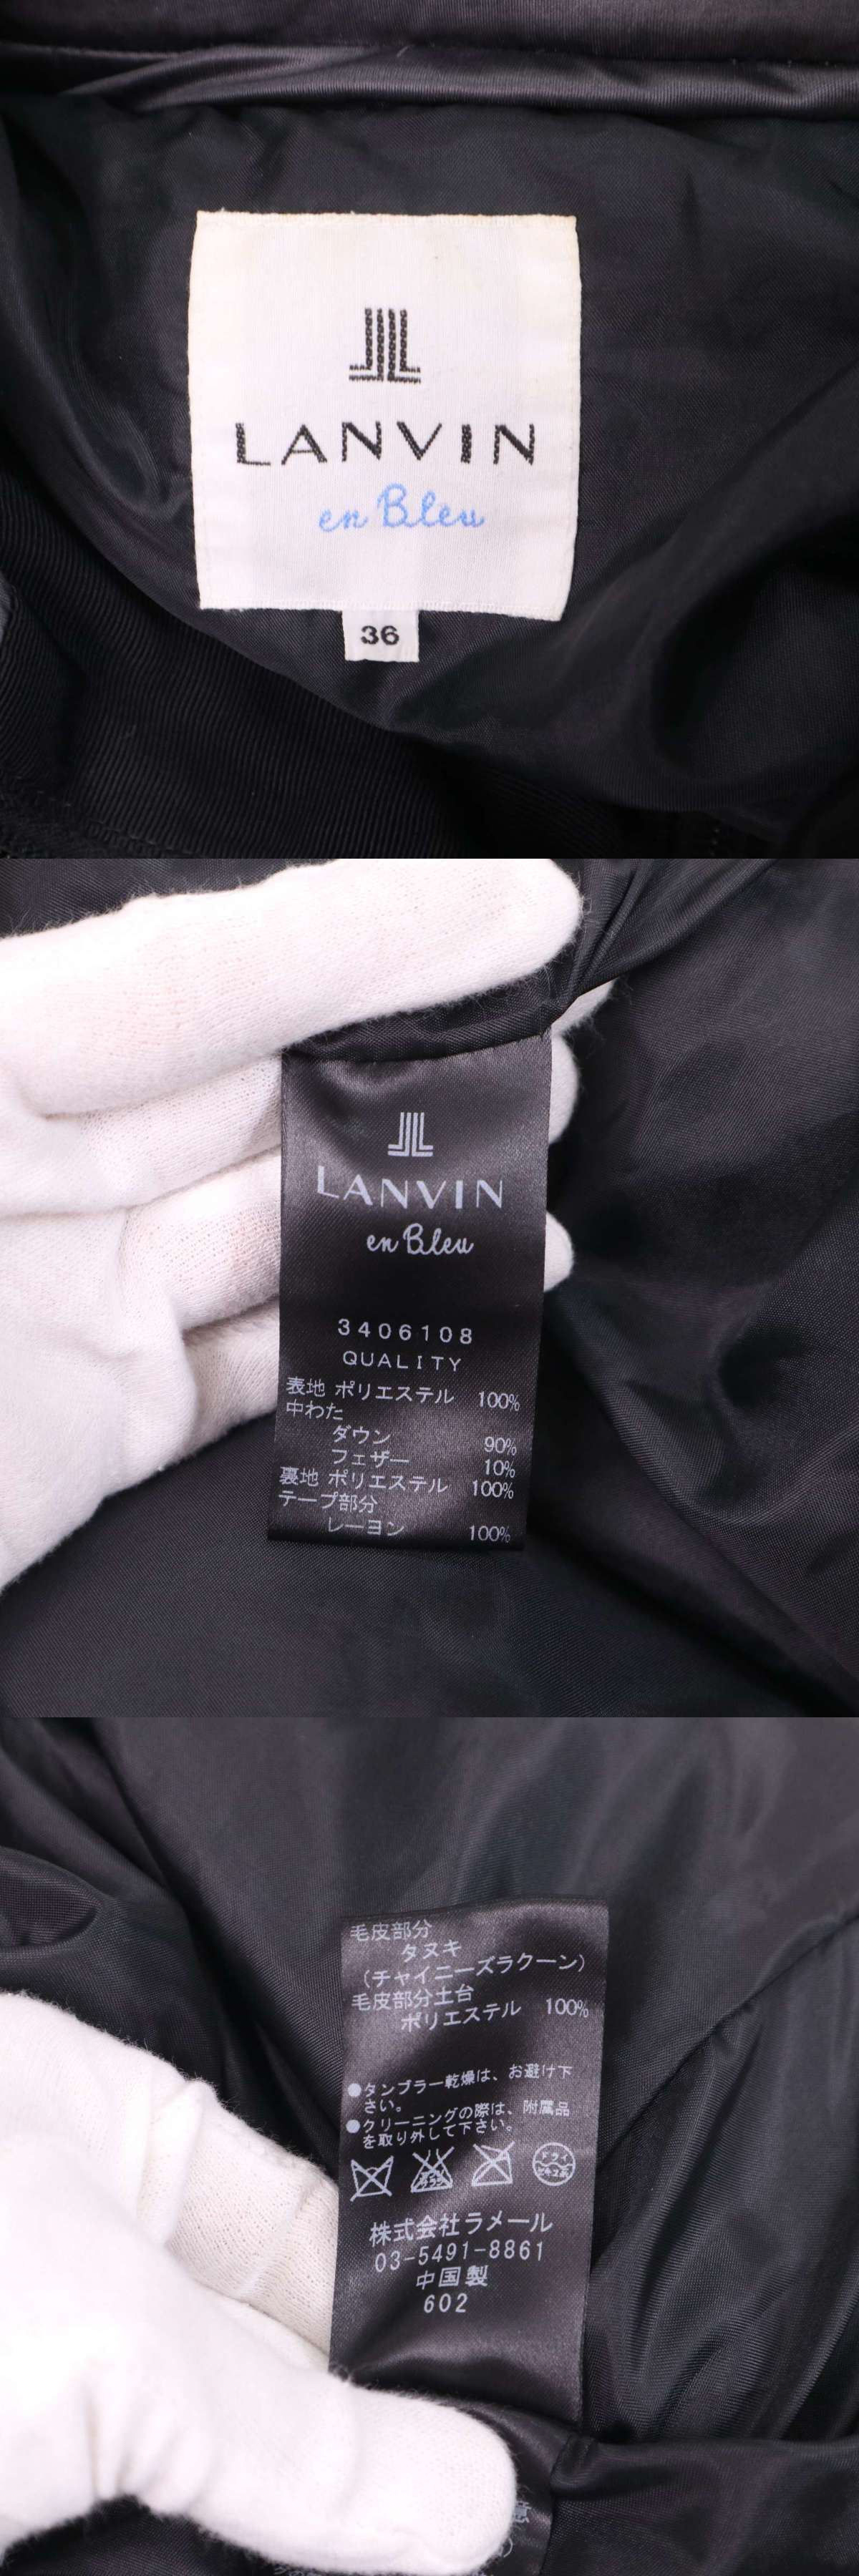 LANVIN
en Bleu
36
LANVIN
en Bleu
3406108
QUALITY
表地 ポリエステル 100%
中わた
ダウン 90%
フェザー 10%
裏地 ポリエステル 100%
テープ部分
レーヨン 100%
毛皮部分
タヌキ
(チャイニーズラクーン)
毛皮部分土台
ポリエステル 100%
●タンブラー乾燥は、お避け下
さい。
●クリーニングの際は、附属品
を取り外して下さい。
ドライ
株式会社ラメール
03-5491-8861
中国製
602
意